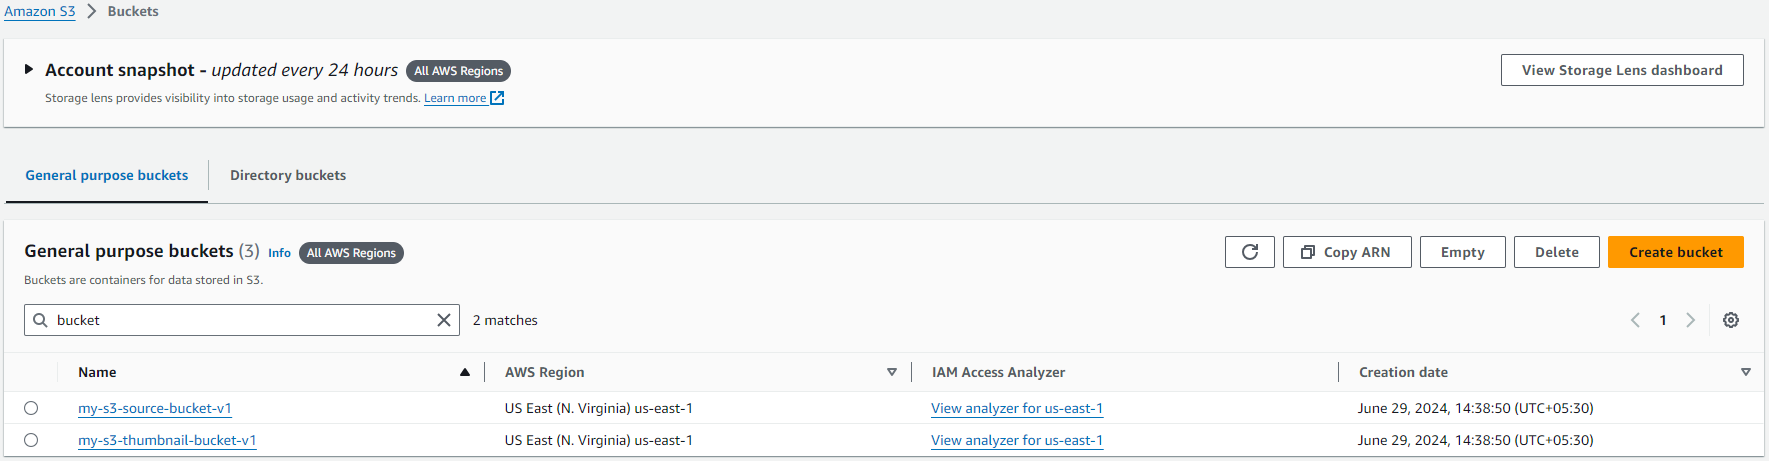 Amazon S3 > Buckets
Account snapshot - updated every 24 hours All AWS Regions
View Storage Lens dashboard
Storage lens provides visibility into storage usage and activity trends. Learn more
General purpose buckets Directory buckets
General purpose buckets (3) Info All AWS Regions
Copy ARN Empty Delete Create bucket
Buckets are containers for data stored in S3.
bucket 2 matches
1
Name AWS Region IAM Access Analyzer Creation date
my-s3-source-bucket-v1 US East (N. Virginia) us-east-1 View analyzer for us-east-1 June 29, 2024, 14:38:50 (UTC+05:30)
my-s3-thumbnail-bucket-v1 US East (N. Virginia) us-east-1 View analyzer for us-east-1 June 29, 2024, 14:38:50 (UTC+05:30)